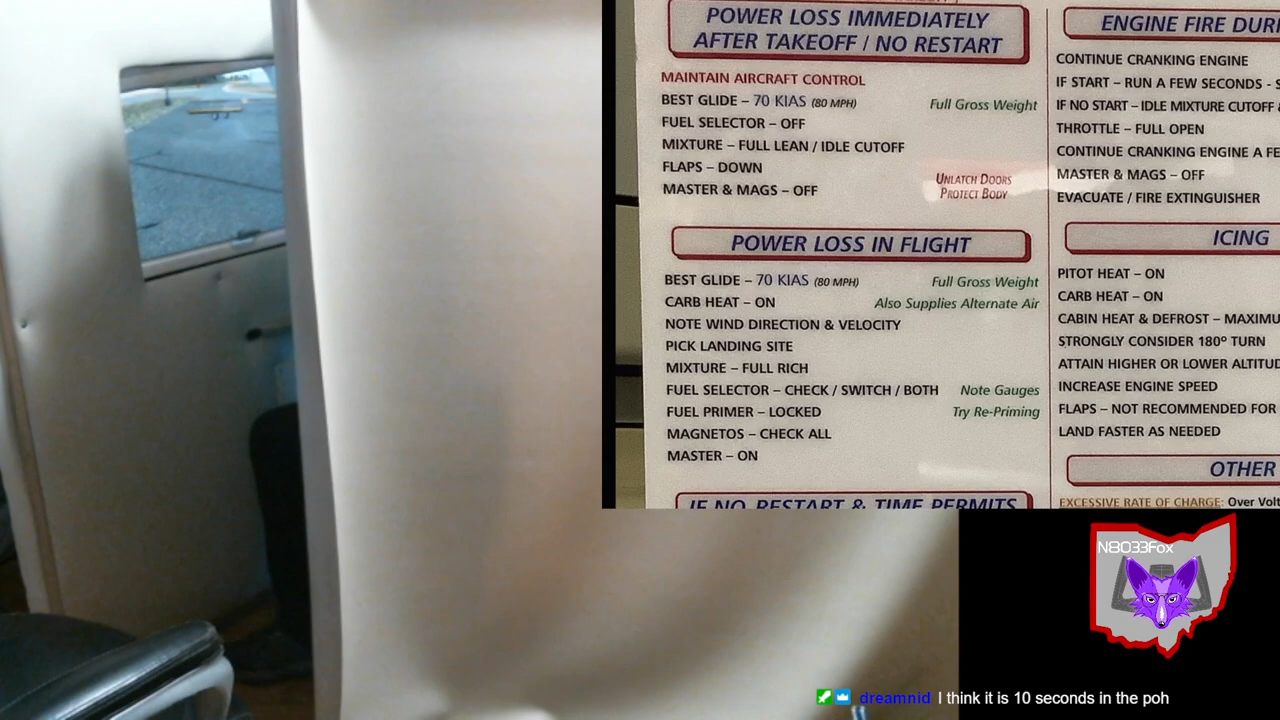 POWER LOSS IMMEDIATELY
AFTER TAKEOFF / NO RESTART
MAINTAIN AIRCRAFT CONTROL
BEST GLIDE – 70 KIAS (80 MPH) Full Gross Weight
FUEL SELECTOR – OFF
MIXTURE – FULL LEAN / IDLE CUTOFF
FLAPS – DOWN
MASTER & MAGS – OFF
UNLATCH DOORS
PROTECT BODY
POWER LOSS IN FLIGHT
BEST GLIDE – 70 KIAS (80 MPH) Full Gross Weight
CARB HEAT – ON Also Supplies Alternate Air
NOTE WIND DIRECTION & VELOCITY
PICK LANDING SITE
MIXTURE – FULL RICH
FUEL SELECTOR – CHECK / SWITCH / BOTH Note Gauges
FUEL PRIMER – LOCKED Try Re-Priming
MAGNETOS – CHECK ALL
MASTER – ON
IF NO RESTART & TIME PERMITS
ENGINE FIRE DURI
CONTINUE CRANKING ENGINE
IF START – RUN A FEW SECONDS - S
IF NO START – IDLE MIXTURE CUTOFF &
THROTTLE – FULL OPEN
CONTINUE CRANKING ENGINE A FE
MASTER & MAGS – OFF
EVACUATE / FIRE EXTINGUISHER
ICING
PITOT HEAT – ON
CARB HEAT – ON
CABIN HEAT & DEFROST – MAXIMU
STRONGLY CONSIDER 180º TURN
ATTAIN HIGHER OR LOWER ALTITUD
INCREASE ENGINE SPEED
FLAPS – NOT RECOMMENDED FOR
LAND FASTER AS NEEDED
OTHER
EXCESSIVE RATE OF CHARGE: Over Volt
N8033Fox
dreamnid I think it is 10 seconds in the poh